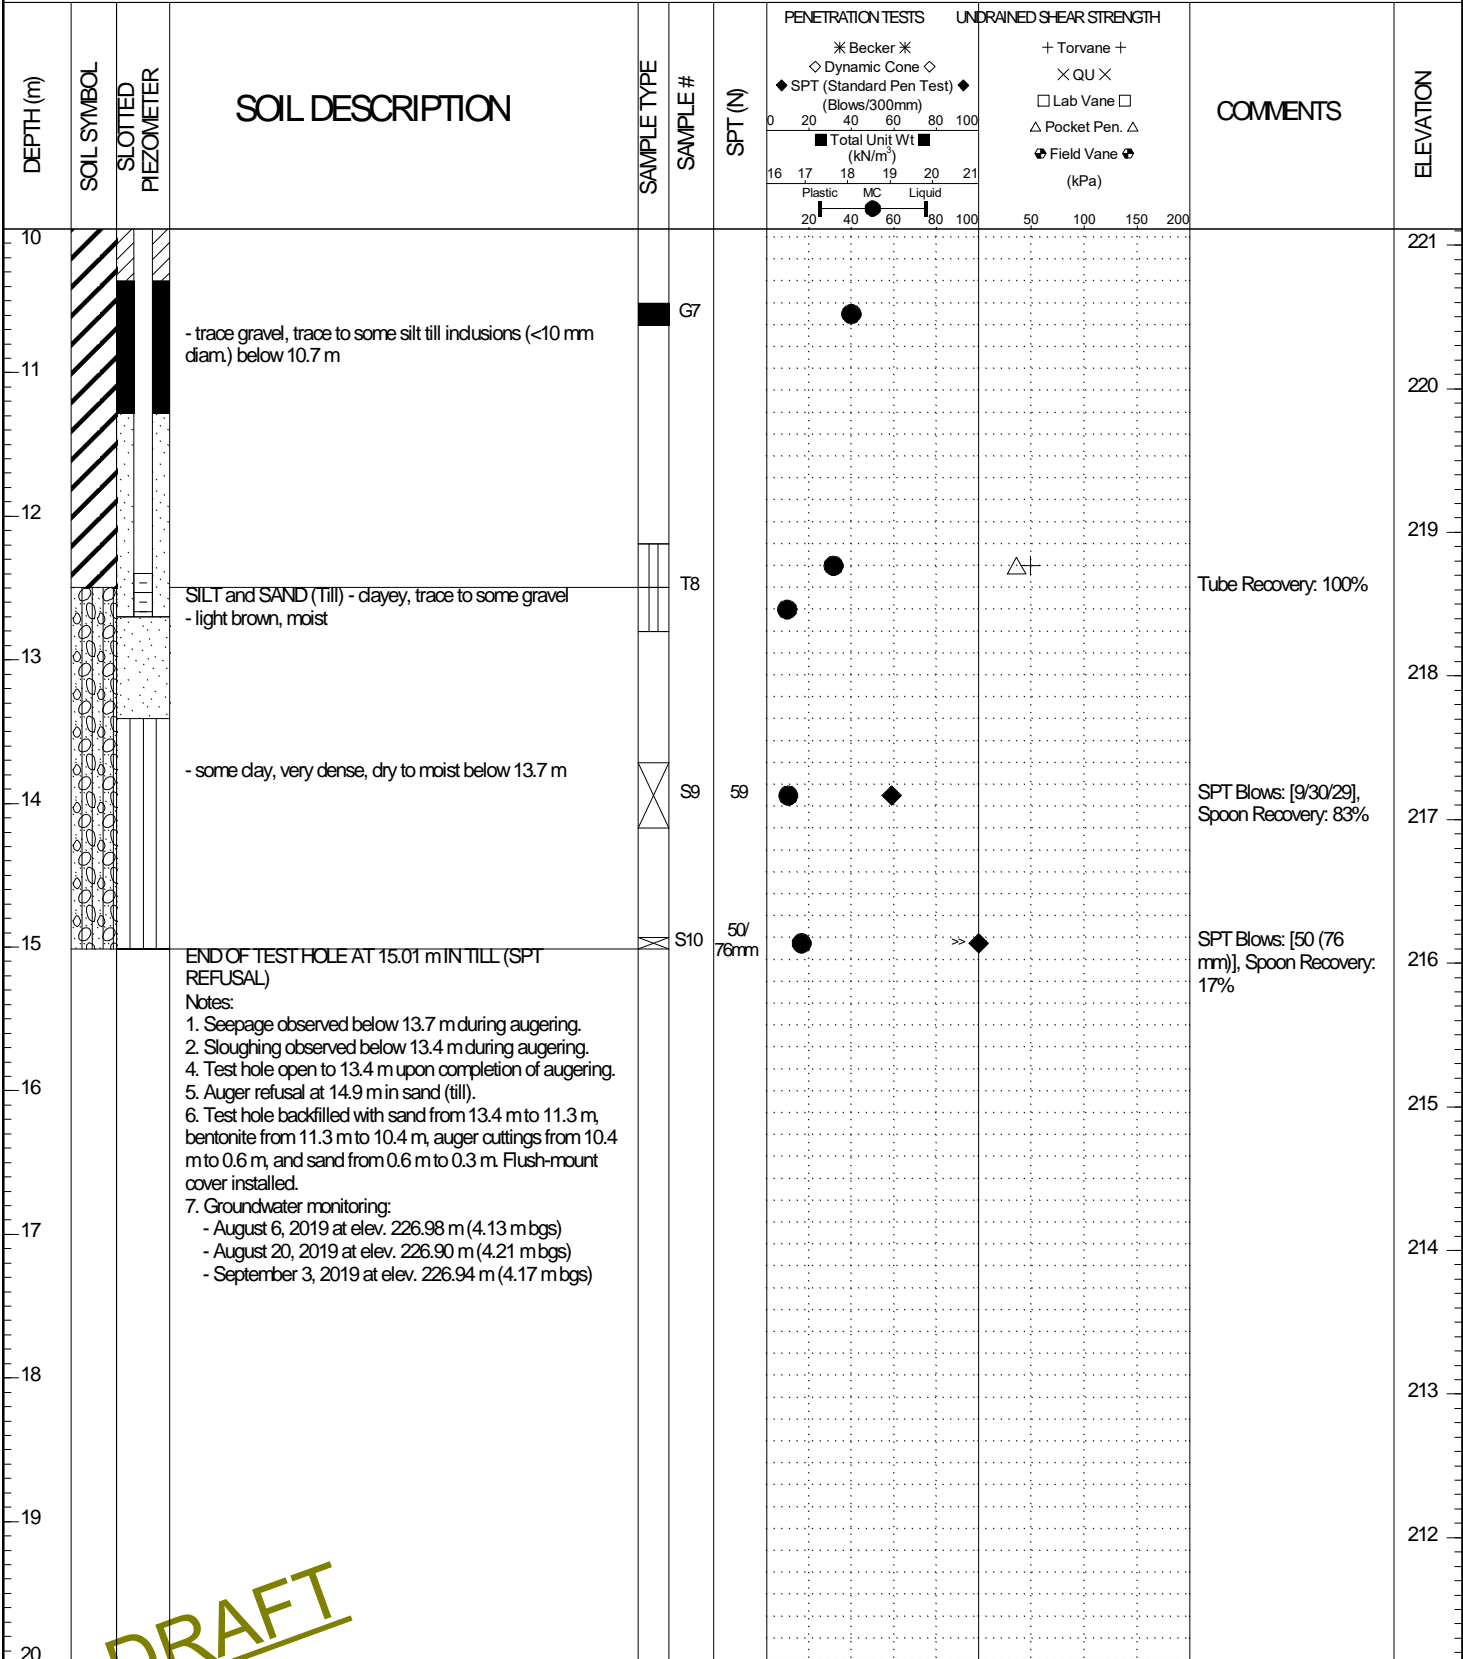 DEPTH (m)
SOIL SYMBOL
SLOTTED
PIEZOMETER
SOIL DESCRIPTION
SAMPLE TYPE
SAMPLE #
SPT (N)
PENETRATION TESTS
✳ Becker ✳
◇ Dynamic Cone ◇
◆ SPT (Standard Pen Test) ◆
(Blows/300mm)
0 20 40 60 80 100
■ Total Unit Wt ■
(kN/m³)
16 17 18 19 20 21
Plastic MC Liquid
20 40 60 80 100
UNDRAINED SHEAR STRENGTH
+ Torvane +
✕ QU ✕
□ Lab Vane □
△ Pocket Pen. △
Field Vane
(kPa)
50 100 150 200
COMMENTS
ELEVATION
10
221
G7
- trace gravel, trace to some silt till inclusions (<10 mm
diam.) below 10.7 m
11
220
12
219
T8
Tube Recovery: 100%
SILT and SAND (Till) - clayey, trace to some gravel
- light brown, moist
13
218
- some clay, very dense, dry to moist below 13.7 m
S9
59
SPT Blows: [9/30/29],
Spoon Recovery: 83%
14
217
S10
50/
76mm
>>
SPT Blows: [50 (76
mm)], Spoon Recovery:
17%
15
216
END OF TEST HOLE AT 15.01 m IN TILL (SPT
REFUSAL)
Notes:
1. Seepage observed below 13.7 m during augering.
2. Sloughing observed below 13.4 m during augering.
4. Test hole open to 13.4 m upon completion of augering.
5. Auger refusal at 14.9 m in sand (till).
6. Test hole backfilled with sand from 13.4 m to 11.3 m,
bentonite from 11.3 m to 10.4 m, auger cuttings from 10.4
m to 0.6 m, and sand from 0.6 m to 0.3 m. Flush-mount
cover installed.
7. Groundwater monitoring:
- August 6, 2019 at elev. 226.98 m (4.13 m bgs)
- August 20, 2019 at elev. 226.90 m (4.21 m bgs)
- September 3, 2019 at elev. 226.94 m (4.17 m bgs)
16
215
17
214
18
213
19
212
20
DRAFT